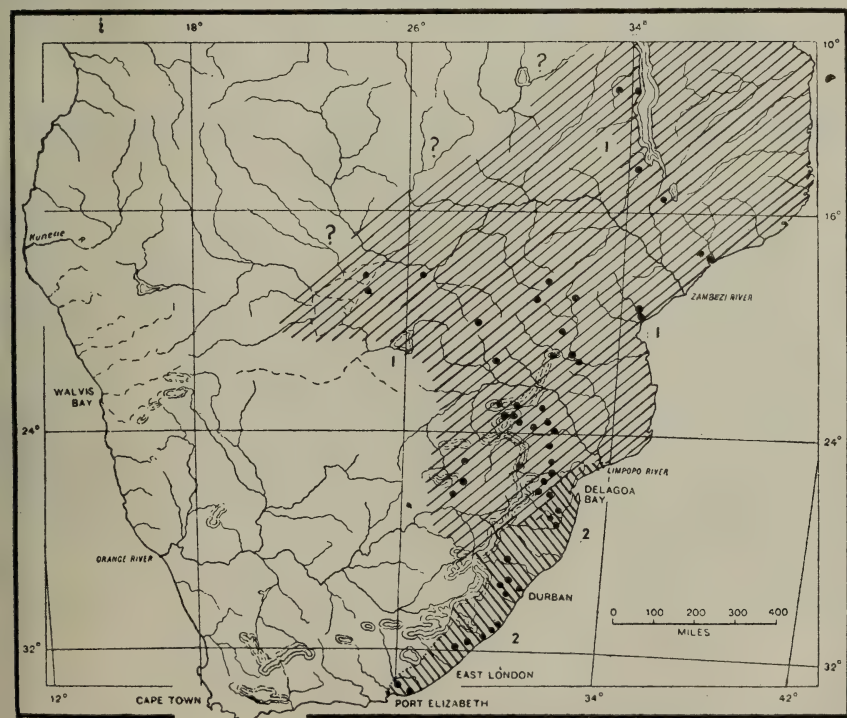 18° 26° 34°
10°
?
?
1
16°
?
Kunene
ZAMBEZI RIVER
1
1
WALVIS
BAY
24° 24°
LIMPOPO RIVER
DELAGOA
BAY
2
ORANGE RIVER
DURBAN
0 100 200 300 400
MILES
2
32° 32°
EAST LONDON
12° CAPE TOWN PORT ELIZABETH 34° 42°